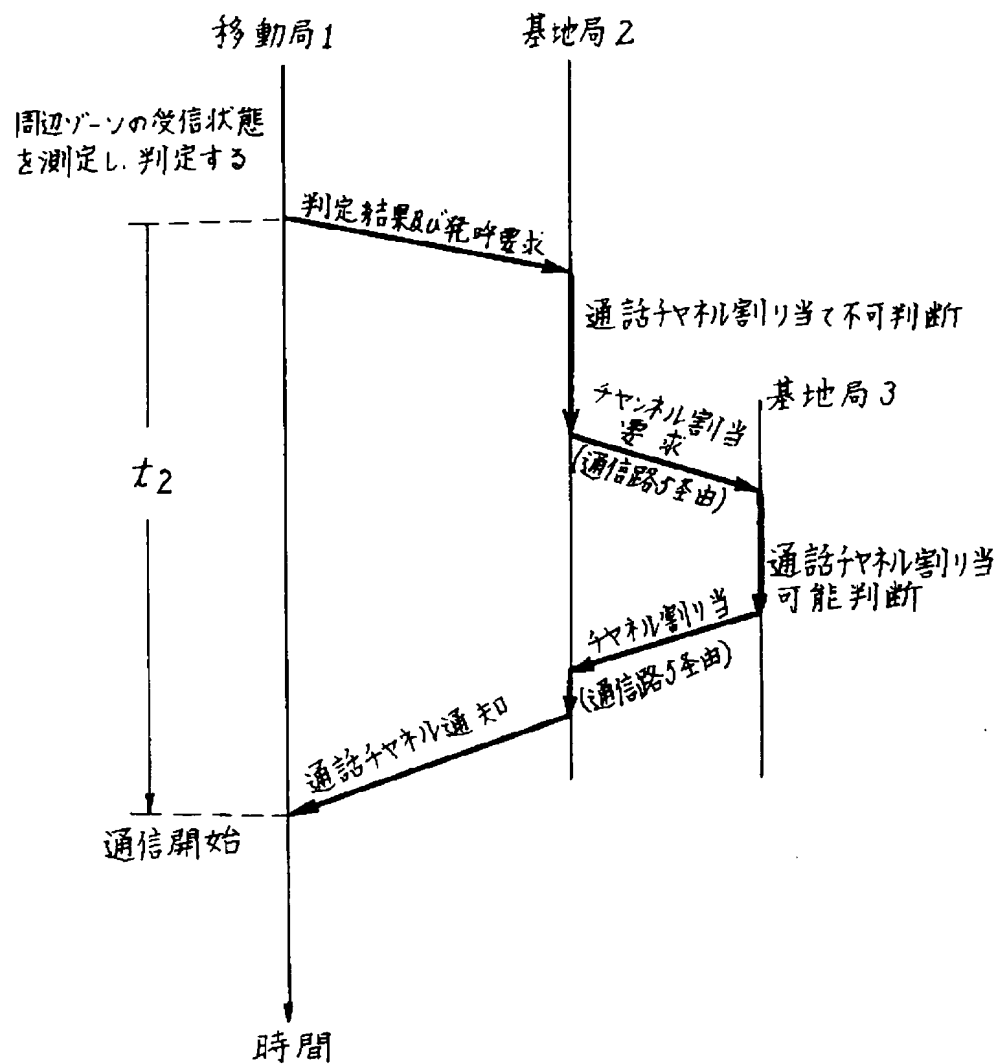 移動局1
基地局2
周辺ゾーンの受信状態
を測定し、判定する
判定結果及び発呼要求
通話チヤネル割り当て不可判断
基地局3
チヤンネル割当
要求
(通信路5経由)
t2
通話チヤネル割り当
可能判断
チヤネル割り当
(通信路5経由)
通話チヤネル通知
通信開始
時間